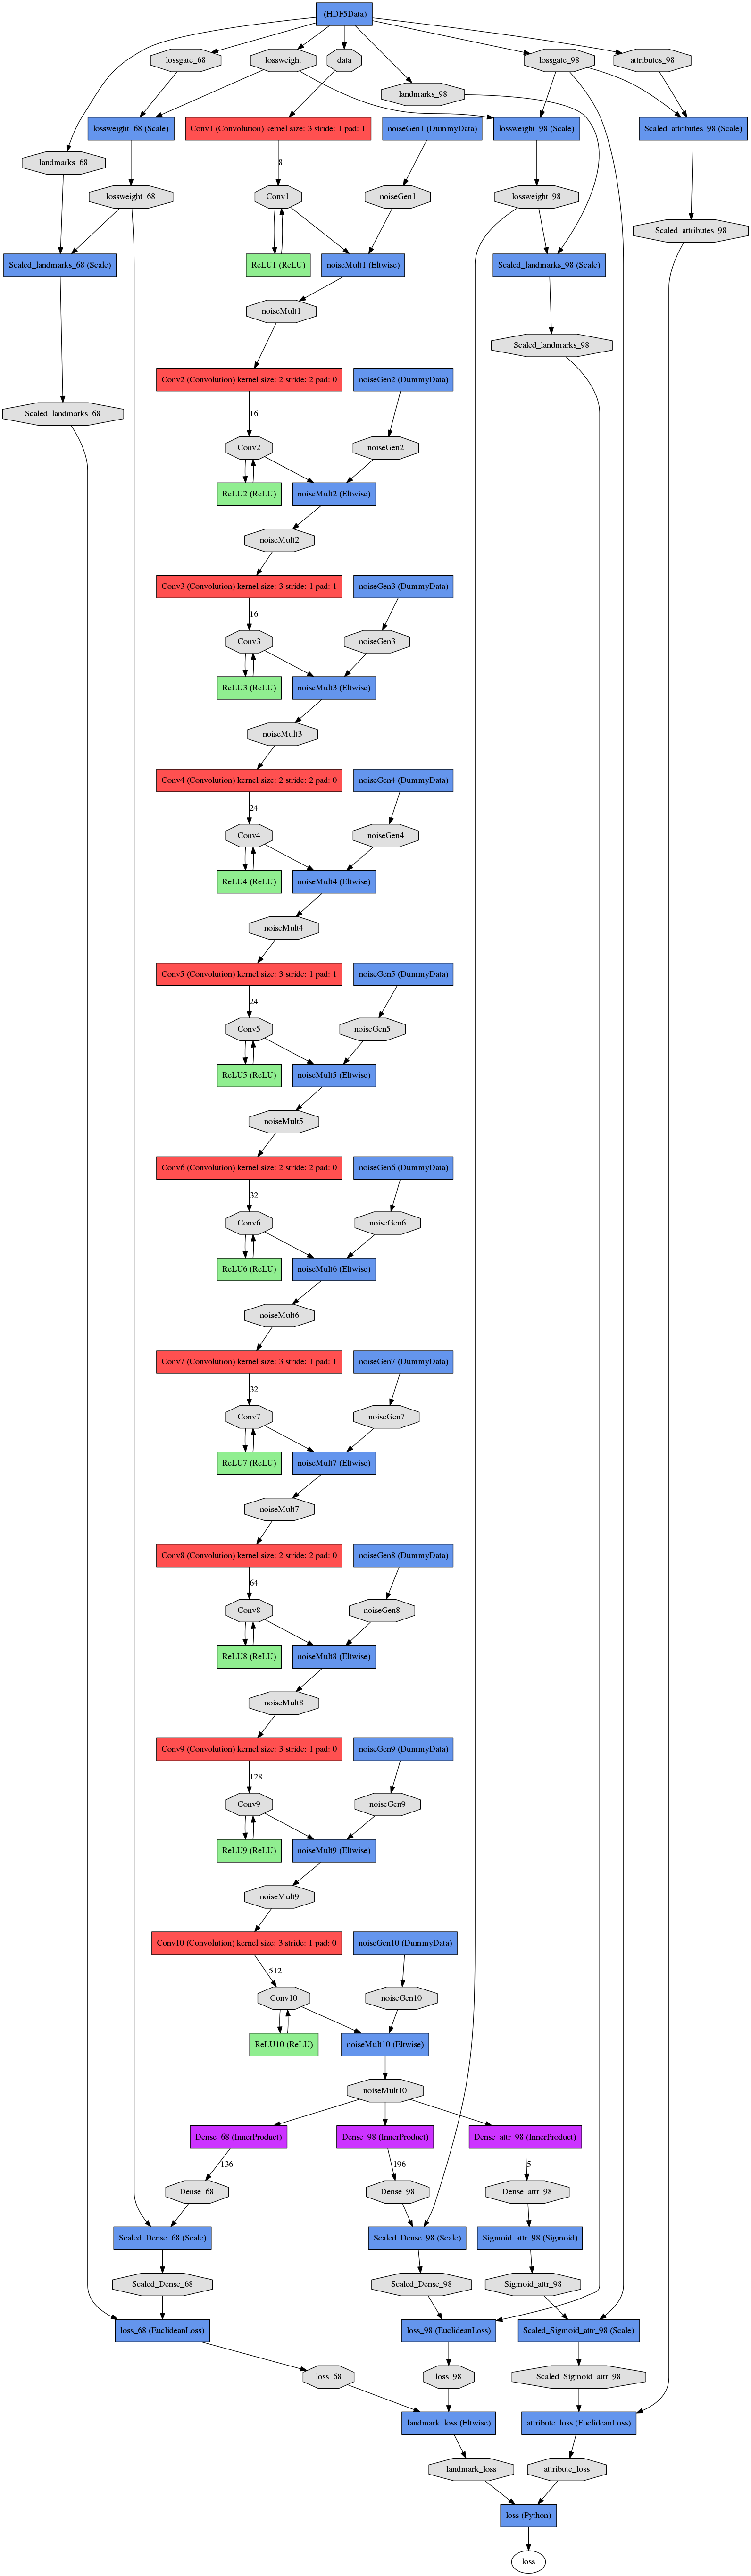 (HDF5Data)
lossgate_68
lossweight
data
lossgate_98
attributes_98
landmarks_98
lossweight_68 (Scale)
Conv1 (Convolution) kernel size: 3 stride: 1 pad: 1
noiseGen1 (DummyData)
lossweight_98 (Scale)
Scaled_attributes_98 (Scale)
landmarks_68
8
lossweight_68
Conv1
noiseGen1
lossweight_98
Scaled_attributes_98
Scaled_landmarks_68 (Scale)
ReLU1 (ReLU)
noiseMult1 (Eltwise)
Scaled_landmarks_98 (Scale)
noiseMult1
Scaled_landmarks_98
Conv2 (Convolution) kernel size: 2 stride: 2 pad: 0
noiseGen2 (DummyData)
Scaled_landmarks_68
16
Conv2
noiseGen2
ReLU2 (ReLU)
noiseMult2 (Eltwise)
noiseMult2
Conv3 (Convolution) kernel size: 3 stride: 1 pad: 1
noiseGen3 (DummyData)
16
Conv3
noiseGen3
ReLU3 (ReLU)
noiseMult3 (Eltwise)
noiseMult3
Conv4 (Convolution) kernel size: 2 stride: 2 pad: 0
noiseGen4 (DummyData)
24
Conv4
noiseGen4
ReLU4 (ReLU)
noiseMult4 (Eltwise)
noiseMult4
Conv5 (Convolution) kernel size: 3 stride: 1 pad: 1
noiseGen5 (DummyData)
24
Conv5
noiseGen5
ReLU5 (ReLU)
noiseMult5 (Eltwise)
noiseMult5
Conv6 (Convolution) kernel size: 2 stride: 2 pad: 0
noiseGen6 (DummyData)
32
Conv6
noiseGen6
ReLU6 (ReLU)
noiseMult6 (Eltwise)
noiseMult6
Conv7 (Convolution) kernel size: 3 stride: 1 pad: 1
noiseGen7 (DummyData)
32
Conv7
noiseGen7
ReLU7 (ReLU)
noiseMult7 (Eltwise)
noiseMult7
Conv8 (Convolution) kernel size: 2 stride: 2 pad: 0
noiseGen8 (DummyData)
64
Conv8
noiseGen8
ReLU8 (ReLU)
noiseMult8 (Eltwise)
noiseMult8
Conv9 (Convolution) kernel size: 3 stride: 1 pad: 0
noiseGen9 (DummyData)
128
Conv9
noiseGen9
ReLU9 (ReLU)
noiseMult9 (Eltwise)
noiseMult9
Conv10 (Convolution) kernel size: 3 stride: 1 pad: 0
noiseGen10 (DummyData)
512
Conv10
noiseGen10
ReLU10 (ReLU)
noiseMult10 (Eltwise)
noiseMult10
Dense_68 (InnerProduct)
Dense_98 (InnerProduct)
Dense_attr_98 (InnerProduct)
136
196
5
Dense_68
Dense_98
Dense_attr_98
Scaled_Dense_68 (Scale)
Scaled_Dense_98 (Scale)
Sigmoid_attr_98 (Sigmoid)
Scaled_Dense_68
Scaled_Dense_98
Sigmoid_attr_98
loss_68 (EuclideanLoss)
loss_98 (EuclideanLoss)
Scaled_Sigmoid_attr_98 (Scale)
loss_68
loss_98
Scaled_Sigmoid_attr_98
landmark_loss (Eltwise)
attribute_loss (EuclideanLoss)
landmark_loss
attribute_loss
loss (Python)
loss